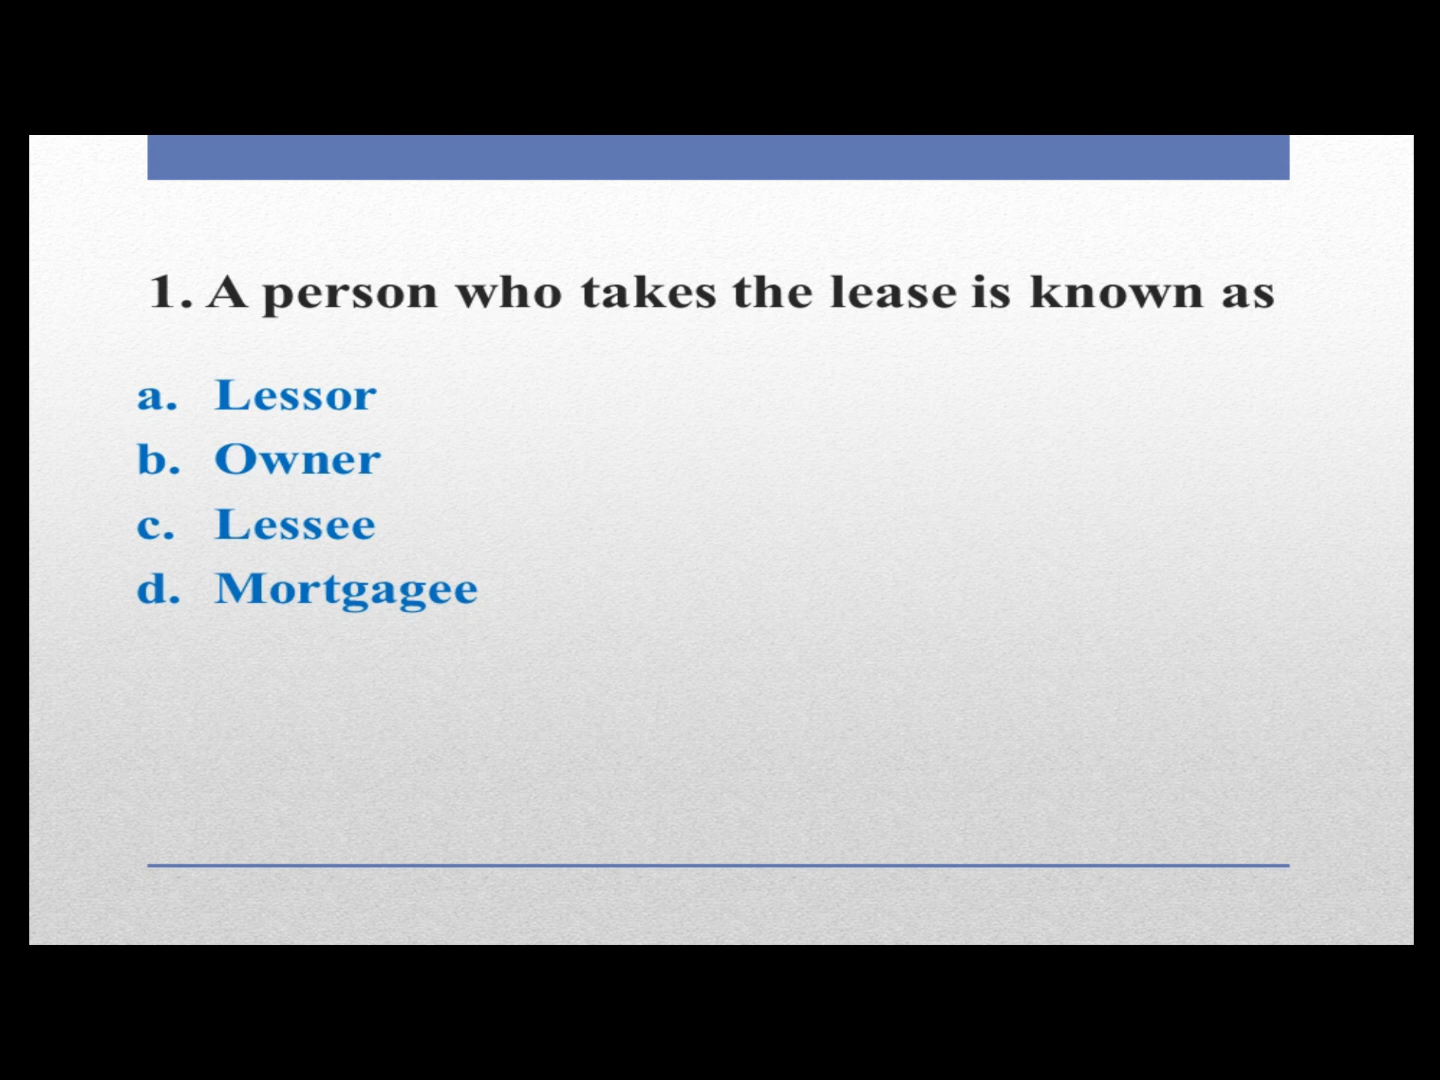 1. A person who takes the lease is known as
a. Lessor
b. Owner
c. Lessee
d. Mortgagee